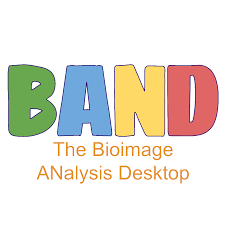 BAND
The Bioimage
ANalysis Desktop